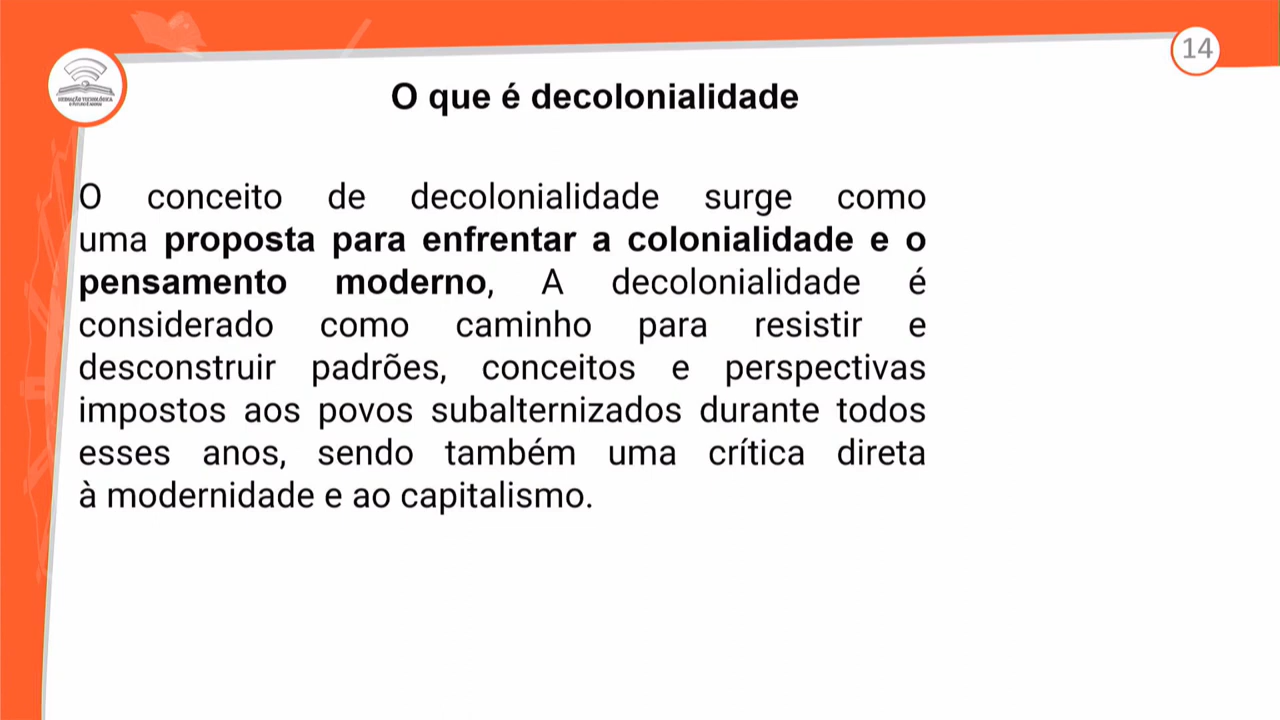 14
MEDIAÇÃO TECNOLÓGICA
O que é decolonialidade
O conceito de decolonialidade surge como
uma proposta para enfrentar a colonialidade e o
pensamento moderno, A decolonialidade é
considerado como caminho para resistir e
desconstruir padrões, conceitos e perspectivas
impostos aos povos subalternizados durante todos
esses anos, sendo também uma crítica direta
à modernidade e ao capitalismo.